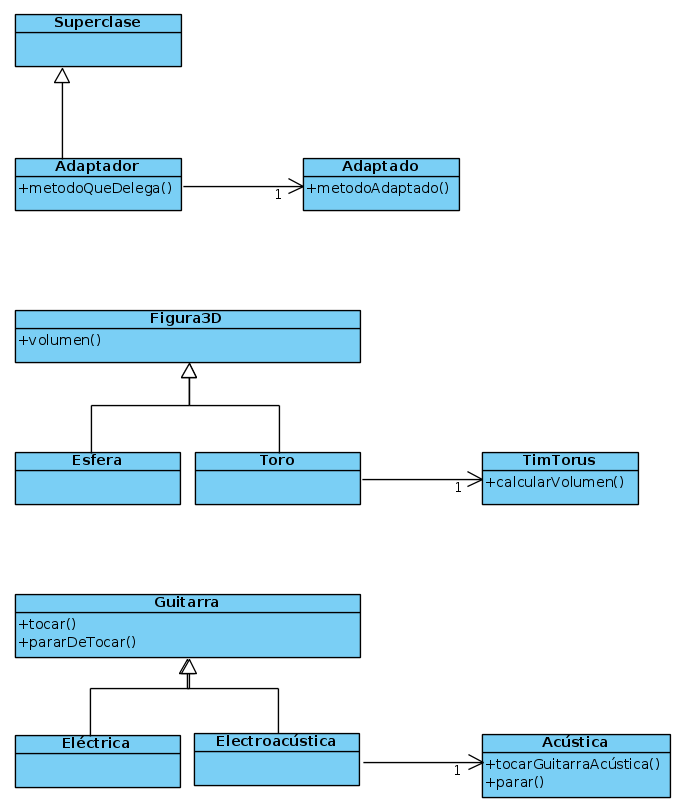 Superclase
Adaptador
+metodoQueDelega()
1
Adaptado
+metodoAdaptado()
Figura3D
+volumen()
Esfera
Toro
1
TimTorus
+calcularVolumen()
Guitarra
+tocar()
+pararDeTocar()
Eléctrica
Electroacústica
1
Acústica
+tocarGuitarraAcústica()
+parar()